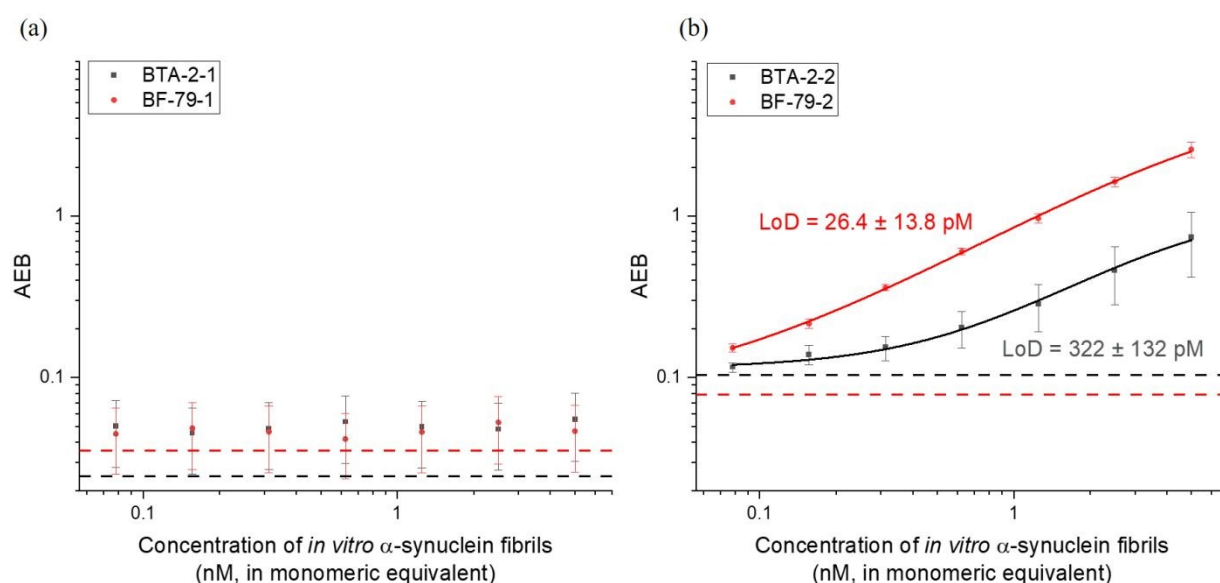 (a)
BTA-2-1
BF-79-1
AEB
1
0.1
0.1
1
Concentration of in vitro α-synuclein fibrils
(nM, in monomeric equivalent)
(b)
BTA-2-2
BF-79-2
LoD = 26.4 ± 13.8 pM
LoD = 322 ± 132 pM
AEB
1
0.1
0.1
1
Concentration of in vitro α-synuclein fibrils
(nM, in monomeric equivalent)